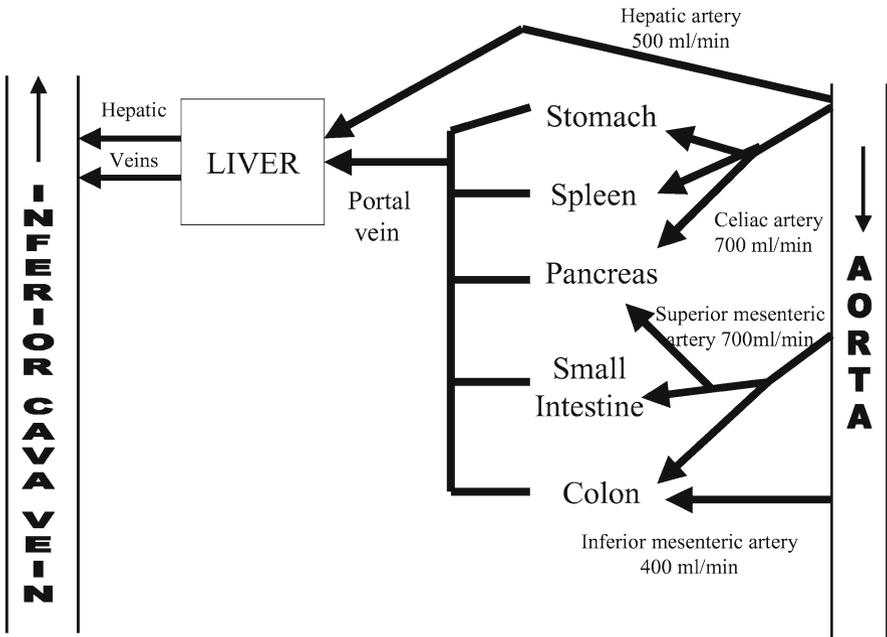 Hepatic artery
500 ml/min
Hepatic
Veins
LIVER
Portal
vein
Stomach
Spleen
Celiac artery
700 ml/min
Pancreas
Superior mesenteric
artery 700ml/min
Small
Intestine
Colon
Inferior mesenteric artery
400 ml/min
INFERIOR CAVA VEIN
AORTA